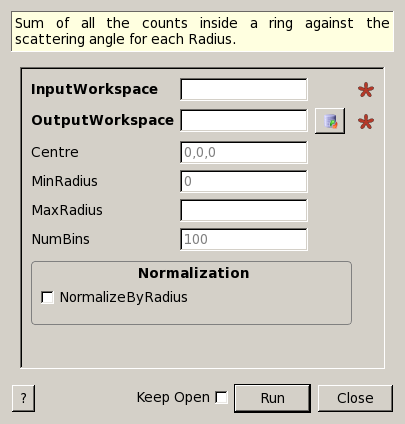 Sum of all the counts inside a ring against the
scattering angle for each Radius.
InputWorkspace
OutputWorkspace
Centre 0,0,0
MinRadius 0
MaxRadius
NumBins 100
Normalization
NormalizeByRadius
? Keep Open Run Close